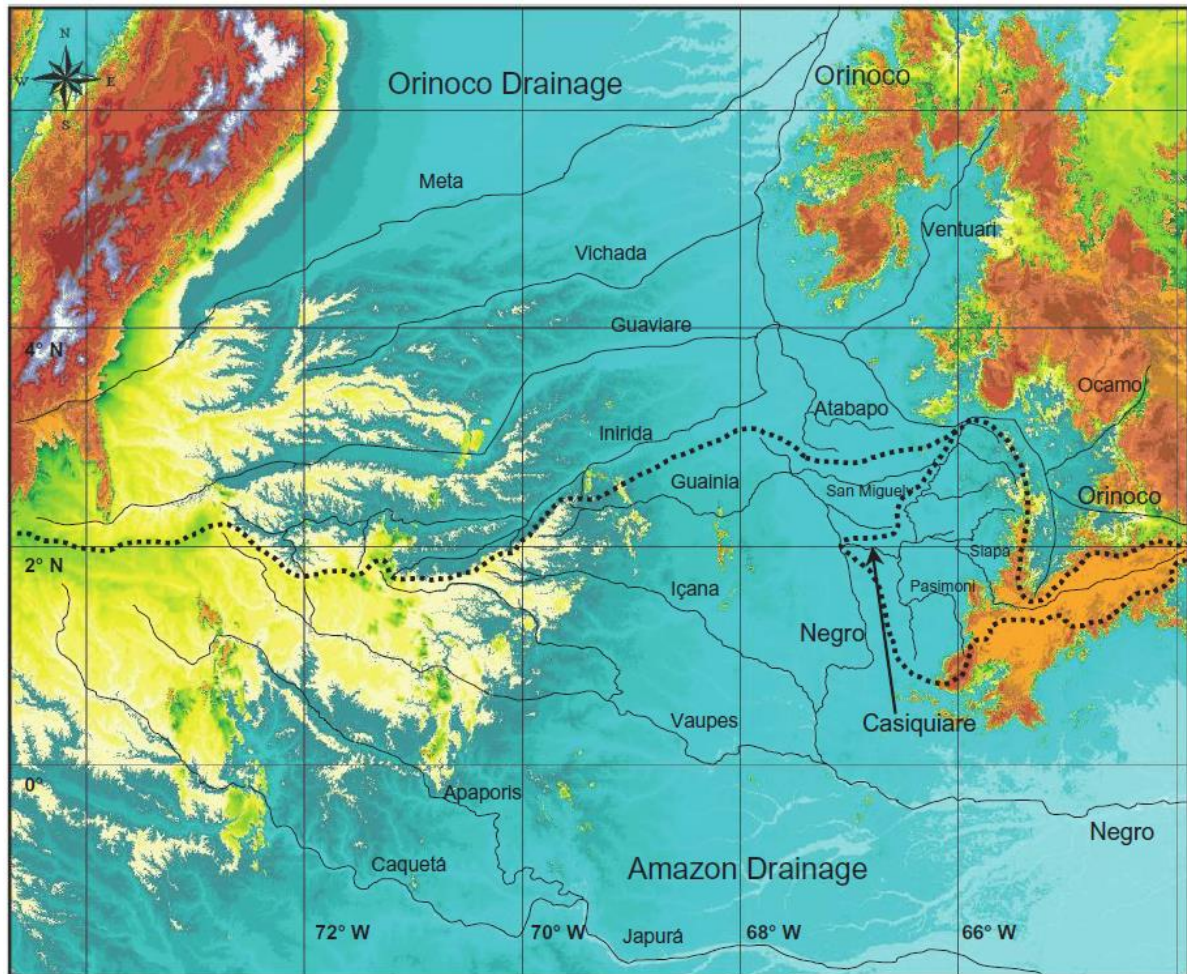 N
W
E
S
Orinoco Drainage
Orinoco
Meta
Ventuari
Vichada
Guaviare
4° N
Ocamo
Atabapo
Inirida
Guainia
San Miguel
Orinoco
2° N
Siapa
Içana
Pasimoni
Negro
Vaupes
Casiquiare
0°
Apaporis
Negro
Caquetá
Amazon Drainage
72° W
70° W
68° W
66° W
Japurá